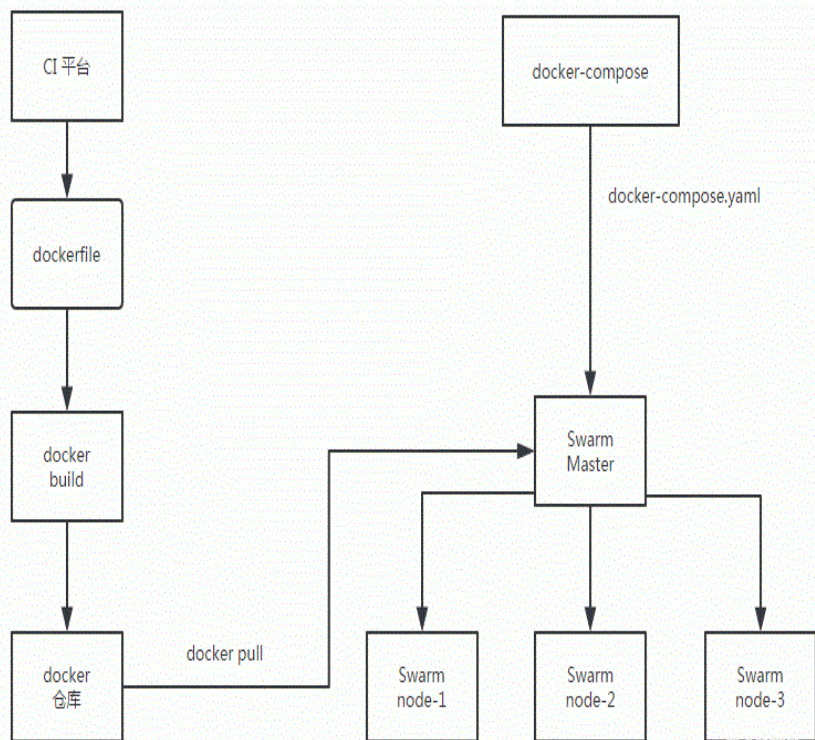 CI 平台
docker-compose
docker-compose.yaml
dockerfile
docker
build
Swarm
Master
docker pull
docker
仓库
Swarm
node-1
Swarm
node-2
Swarm
node-3